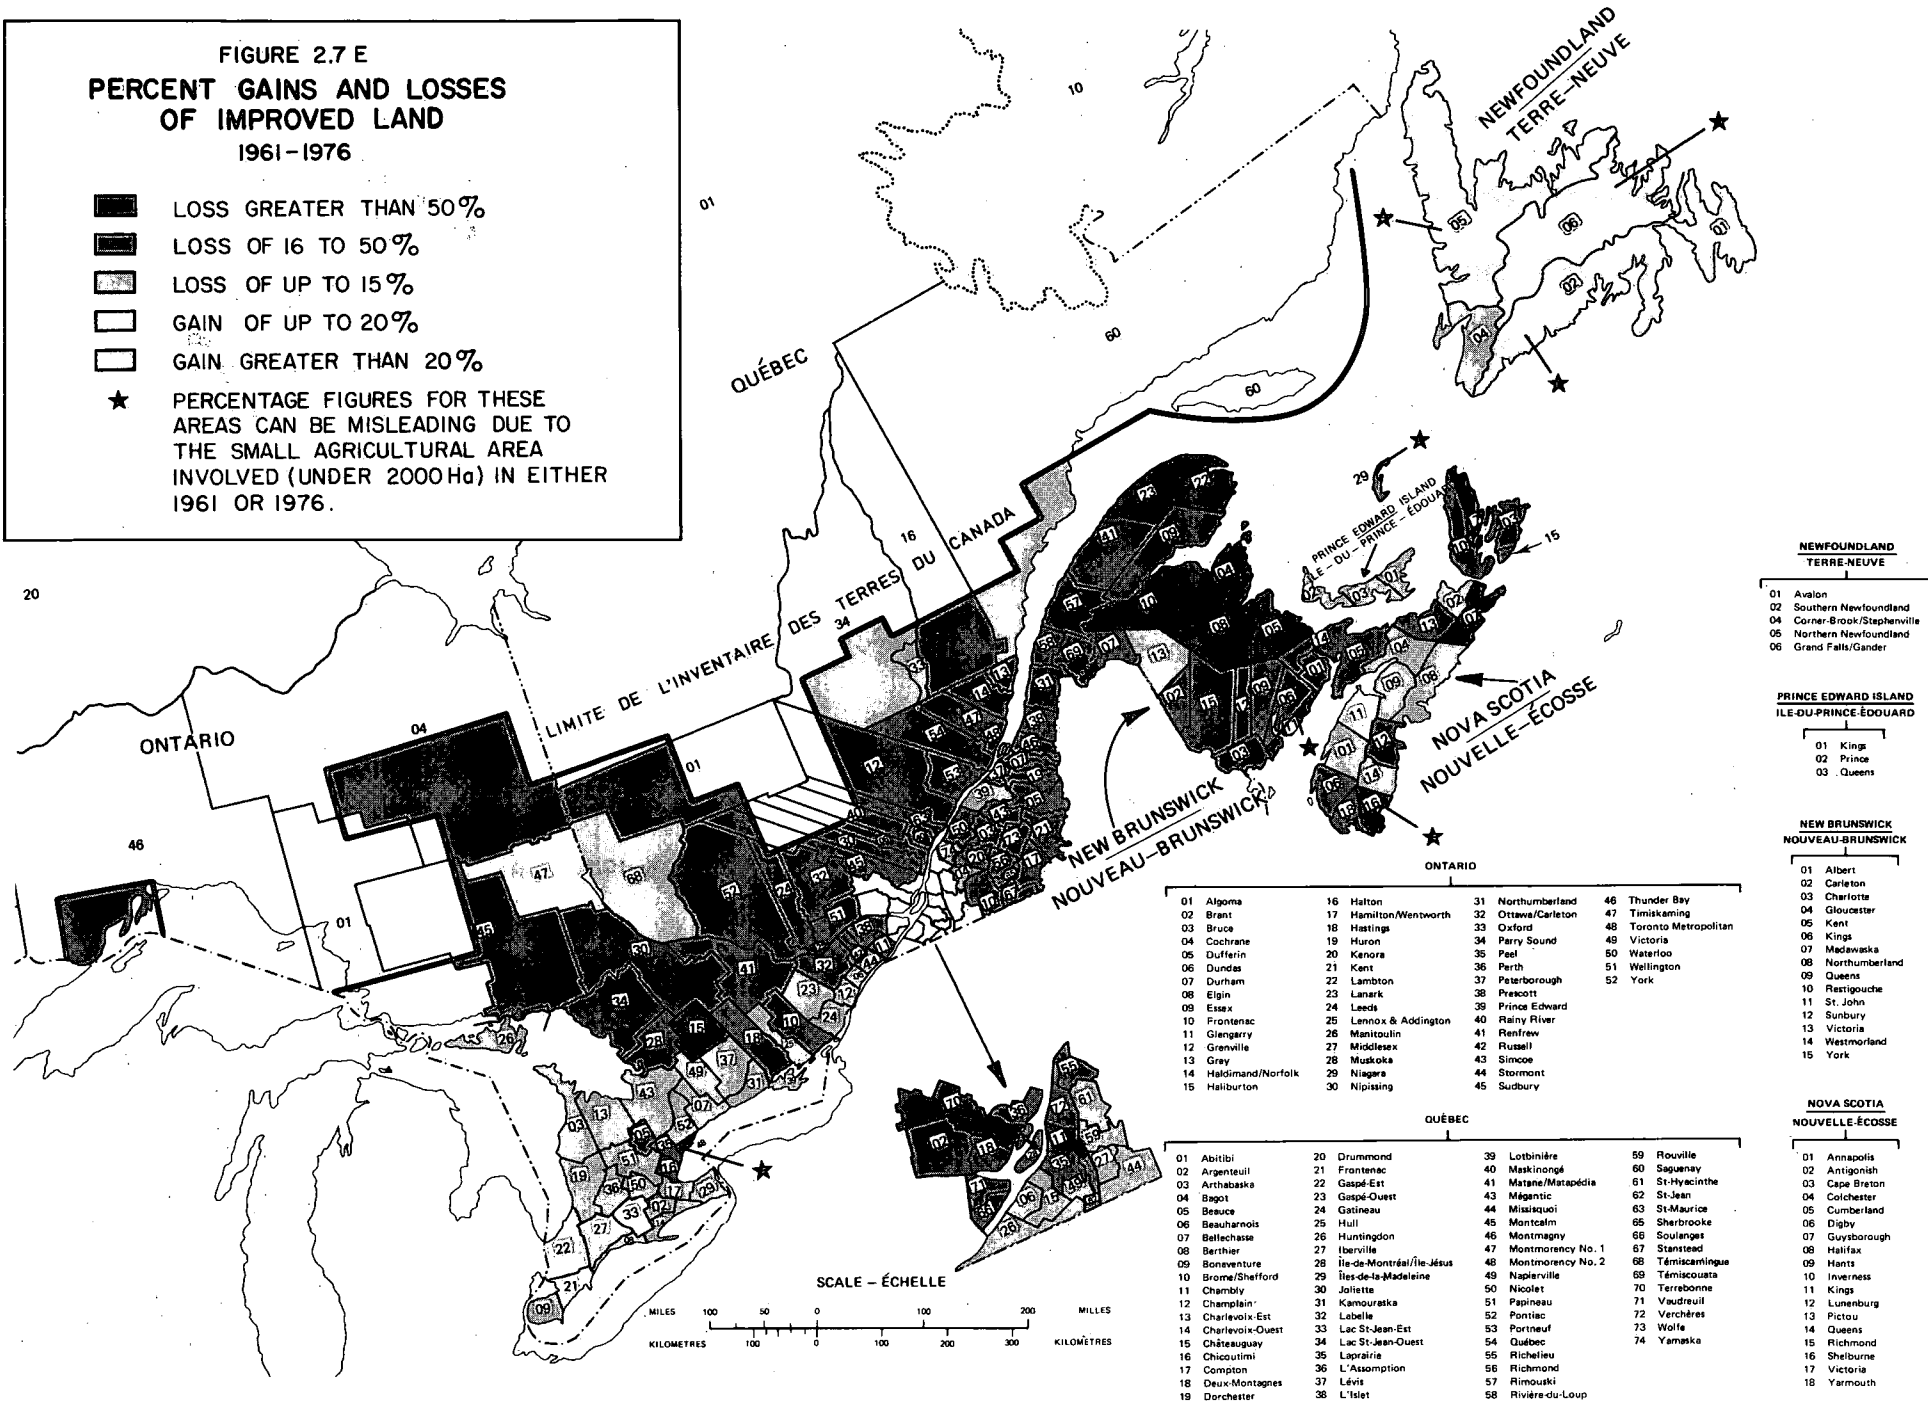 FIGURE 2.7 E
PERCENT GAINS AND LOSSES
OF IMPROVED LAND
1961-1976
LOSS GREATER THAN 50%
LOSS OF 16 TO 50%
LOSS OF UP TO 15%
GAIN OF UP TO 20%
GAIN GREATER THAN 20%
★ PERCENTAGE FIGURES FOR THESE
AREAS CAN BE MISLEADING DUE TO
THE SMALL AGRICULTURAL AREA
INVOLVED (UNDER 2000 Ha) IN EITHER
1961 OR 1976.
NEWFOUNDLAND
TERRE-NEUVE
QUÉBEC
ONTARIO
LIMITE DE L'INVENTAIRE DES TERRES DU CANADA
PRINCE EDWARD ISLAND
ÎLE-DU-PRINCE-ÉDOUARD
NOVA SCOTIA
NOUVELLE-ÉCOSSE
NEW BRUNSWICK
NOUVEAU-BRUNSWICK
SCALE - ÉCHELLE
MILES 100 50 0 100 200 MILLES
KILOMETRES 100 0 100 200 300 KILOMÈTRES
NEWFOUNDLAND
TERRE-NEUVE
01 Avalon
02 Southern Newfoundland
04 Corner-Brook/Stephenville
05 Northern Newfoundland
06 Grand Falls/Gander
PRINCE EDWARD ISLAND
ILE-DU-PRINCE-ÉDOUARD
01 Kings
02 Prince
03 Queens
NEW BRUNSWICK
NOUVEAU-BRUNSWICK
01 Albert
02 Carleton
03 Charlotte
04 Gloucester
05 Kent
06 Kings
07 Madawaska
08 Northumberland
09 Queens
10 Restigouche
11 St. John
12 Sunbury
13 Victoria
14 Westmorland
15 York
NOVA SCOTIA
NOUVELLE-ÉCOSSE
01 Annapolis
02 Antigonish
03 Cape Breton
04 Colchester
05 Cumberland
06 Digby
07 Guysborough
08 Halifax
09 Hants
10 Inverness
11 Kings
12 Lunenburg
13 Pictou
14 Queens
15 Richmond
16 Shelburne
17 Victoria
18 Yarmouth
ONTARIO
01 Algoma
02 Brant
03 Bruce
04 Cochrane
05 Dufferin
06 Dundas
07 Durham
08 Elgin
09 Essex
10 Frontenac
11 Glengarry
12 Grenville
13 Grey
14 Haldimand/Norfolk
15 Haliburton
16 Halton
17 Hamilton/Wentworth
18 Hastings
19 Huron
20 Kenora
21 Kent
22 Lambton
23 Lanark
24 Leeds
25 Lennox & Addington
26 Manitoulin
27 Middlesex
28 Muskoka
29 Niagara
30 Nipissing
31 Northumberland
32 Ottawa/Carleton
33 Oxford
34 Parry Sound
35 Peel
36 Perth
37 Peterborough
38 Prescott
39 Prince Edward
40 Rainy River
41 Renfrew
42 Russell
43 Simcoe
44 Stormont
45 Sudbury
46 Thunder Bay
47 Timiskaming
48 Toronto Metropolitan
49 Victoria
50 Waterloo
51 Wellington
52 York
QUÉBEC
01 Abitibi
02 Argenteuil
03 Arthabaska
04 Bagot
05 Beauce
06 Beauharnois
07 Bellechasse
08 Berthier
09 Bonaventure
10 Brome/Shefford
11 Chambly
12 Champlain
13 Charlevoix-Est
14 Charlevoix-Ouest
15 Châteauguay
16 Chicoutimi
17 Compton
18 Deux-Montagnes
19 Dorchester
20 Drummond
21 Frontenac
22 Gaspé-Est
23 Gaspé-Ouest
24 Gatineau
25 Hull
26 Huntingdon
27 Iberville
28 Île-de-Montréal/Île-Jésus
29 Îles-de-la-Madeleine
30 Joliette
31 Kamouraska
32 Labelle
33 Lac St-Jean-Est
34 Lac St-Jean-Ouest
35 Laprairie
36 L'Assomption
37 Lévis
38 L'Islet
39 Lotbinière
40 Maskinongé
41 Matane/Matapédia
43 Mégantic
44 Missisquoi
45 Montcalm
46 Montmagny
47 Montmorency No. 1
48 Montmorency No. 2
49 Napierville
50 Nicolet
51 Papineau
52 Pontiac
53 Portneuf
54 Québec
55 Richelieu
56 Richmond
57 Rimouski
58 Rivière-du-Loup
59 Rouville
60 Saguenay
61 St-Hyacinthe
62 St-Jean
63 St-Maurice
65 Sherbrooke
66 Soulanges
67 Stanstead
68 Témiscamingue
69 Témiscouata
70 Terrebonne
71 Vaudreuil
72 Verchères
73 Wolfe
74 Yamaska